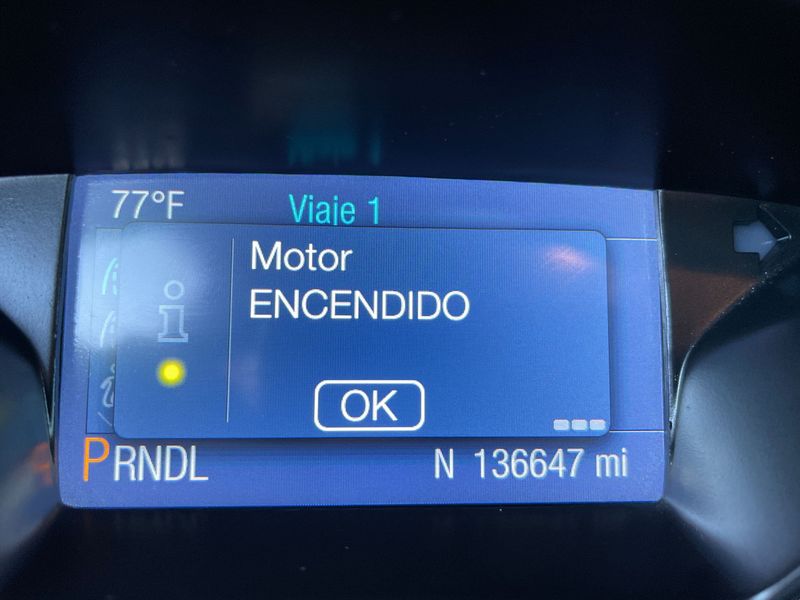 77°F Viaje 1
Motor
ENCENDIDO
OK
PRNDL N 136647 mi